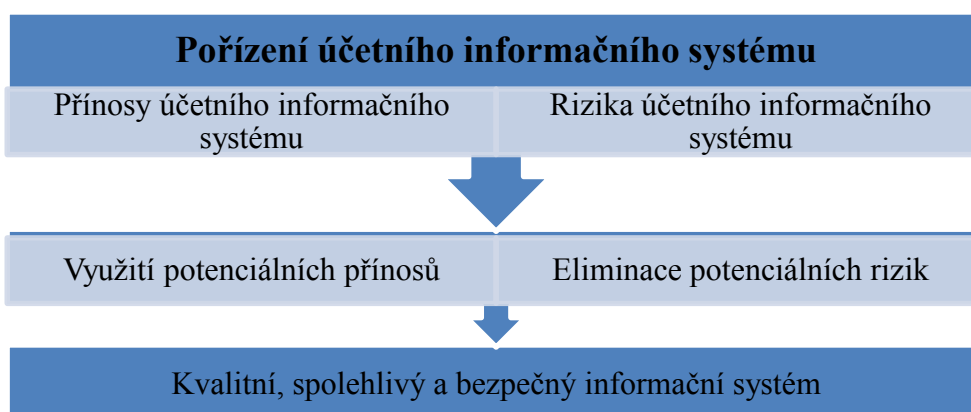 Pořízení účetního informačního systému
Přínosy účetního informačního
systému
Rizika účetního informačního
systému
Využití potenciálních přínosů
Eliminace potenciálních rizik
Kvalitní, spolehlivý a bezpečný informační systém